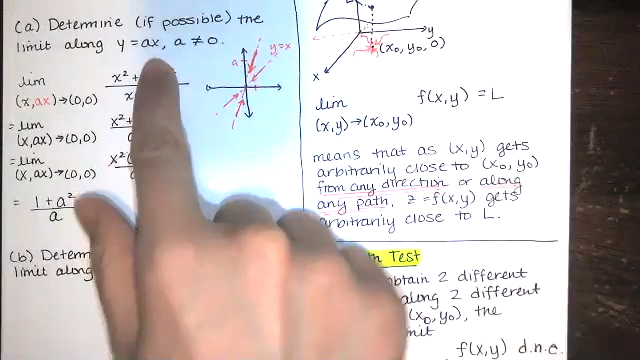 (a) Determine (if possible) the
limit along y = ax, a ≠ 0.
lim
(x,ax)→(0,0)
x² +
x
= lim
(x,ax)→(0,0)
x² +
= lim
(x,ax)→(0,0)
x²(
= 1 + a²
a
a
y=x
(b) Determ
limit along
y
x
(x₀, y₀, 0)
lim f(x,y) = L
(x,y)→(x₀,y₀)
means that as (x,y) gets
arbitrarily close to (x₀,y₀)
from any direction or along
any path, z = f(x,y) gets
arbitrarily close to L.
Test
obtain 2 different
along 2 different
(x₀, y₀), the
f(x,y) d.n.e.